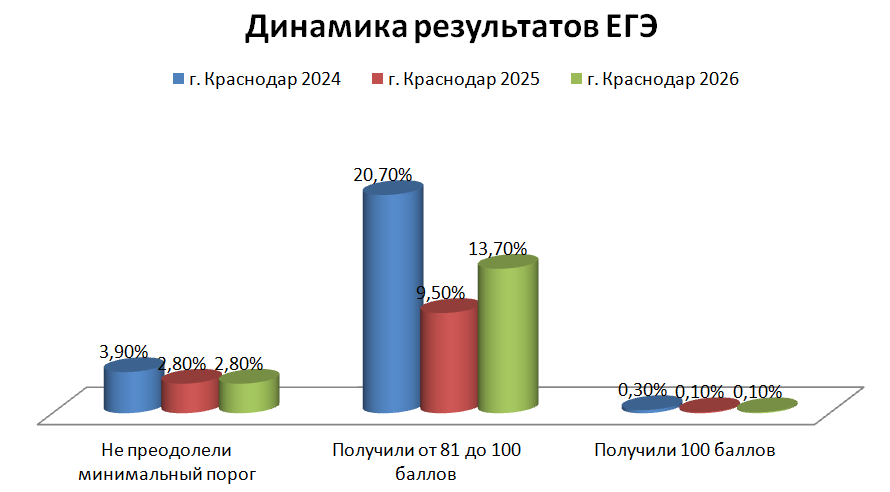 Динамика результатов ЕГЭ
г. Краснодар 2024 г. Краснодар 2025 г. Краснодар 2026
20,70%
13,70%
9,50%
3,90% 2,80% 2,80%
0,30% 0,10% 0,10%
Не преодолели
минимальный порог
Получили от 81 до 100
баллов
Получили 100 баллов